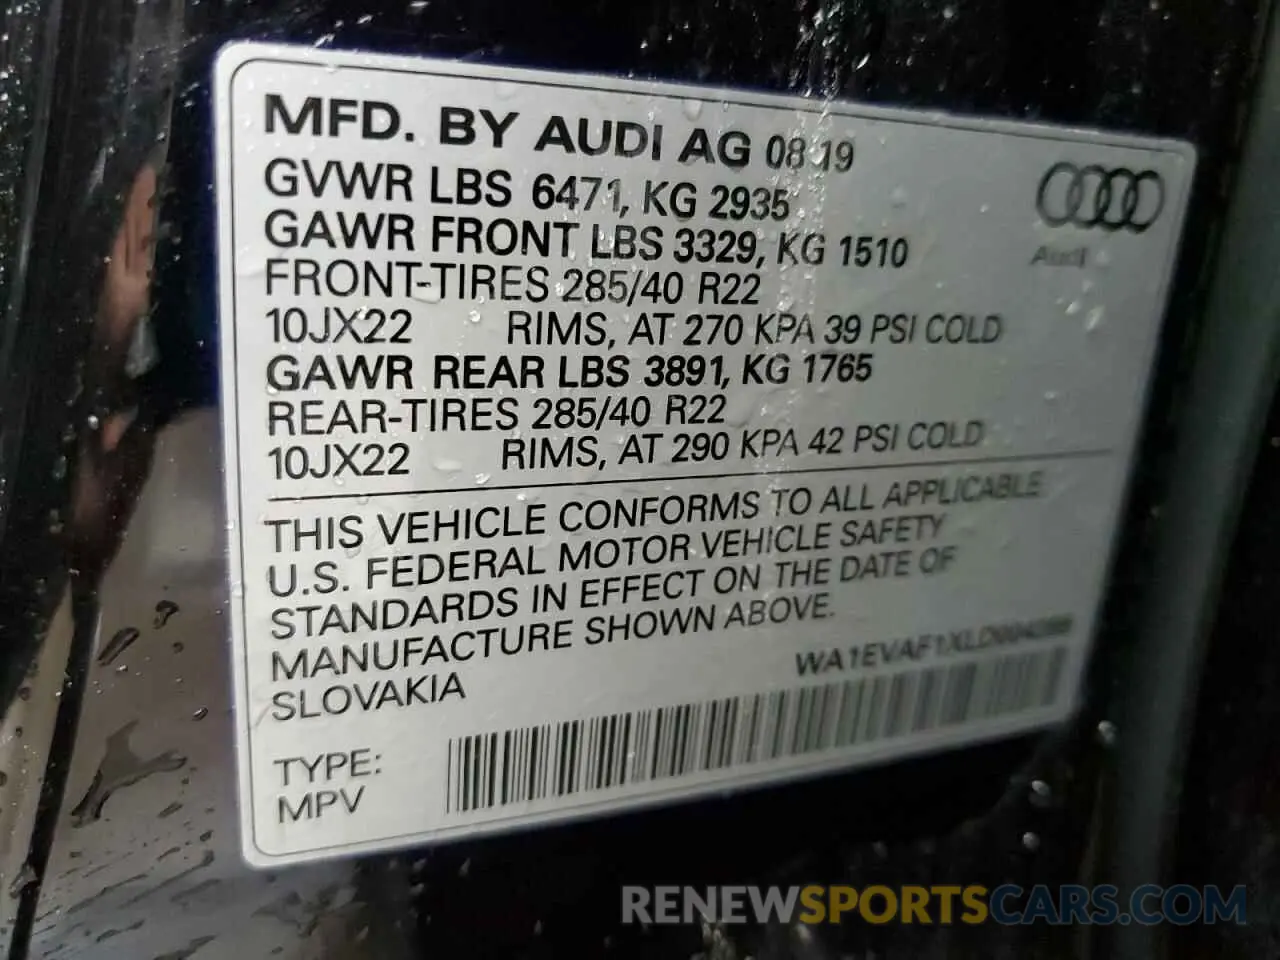 MFD. BY AUDI AG 08 19
GVWR LBS 6471, KG 2935
GAWR FRONT LBS 3329, KG 1510
FRONT-TIRES 285/40 R22
10JX22 RIMS, AT 270 KPA 39 PSI COLD
GAWR REAR LBS 3891, KG 1765
REAR-TIRES 285/40 R22
10JX22 RIMS, AT 290 KPA 42 PSI COLD
Audi
THIS VEHICLE CONFORMS TO ALL APPLICABLE
U.S. FEDERAL MOTOR VEHICLE SAFETY
STANDARDS IN EFFECT ON THE DATE OF
MANUFACTURE SHOWN ABOVE.
SLOVAKIA
TYPE:
MPV
RENEWSPORTSCARS.COM